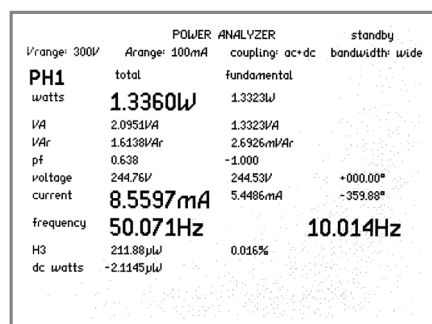 POWER ANALYZER standby
Vrange: 300V Arange: 100mA coupling: ac+dc bandwidth: wide
PH1 total fundamental
watts 1.3360W 1.3323W
VA 2.0951VA 1.3323VA
VAr 1.6138VAr 2.6926mVAr
pf 0.638 -1.000
voltage 244.76V 244.53V +000.00°
current 8.5597mA 5.4486mA -359.88°
frequency 50.071Hz 10.014Hz
H3 211.88µW 0.016%
dc watts -2.1145µW